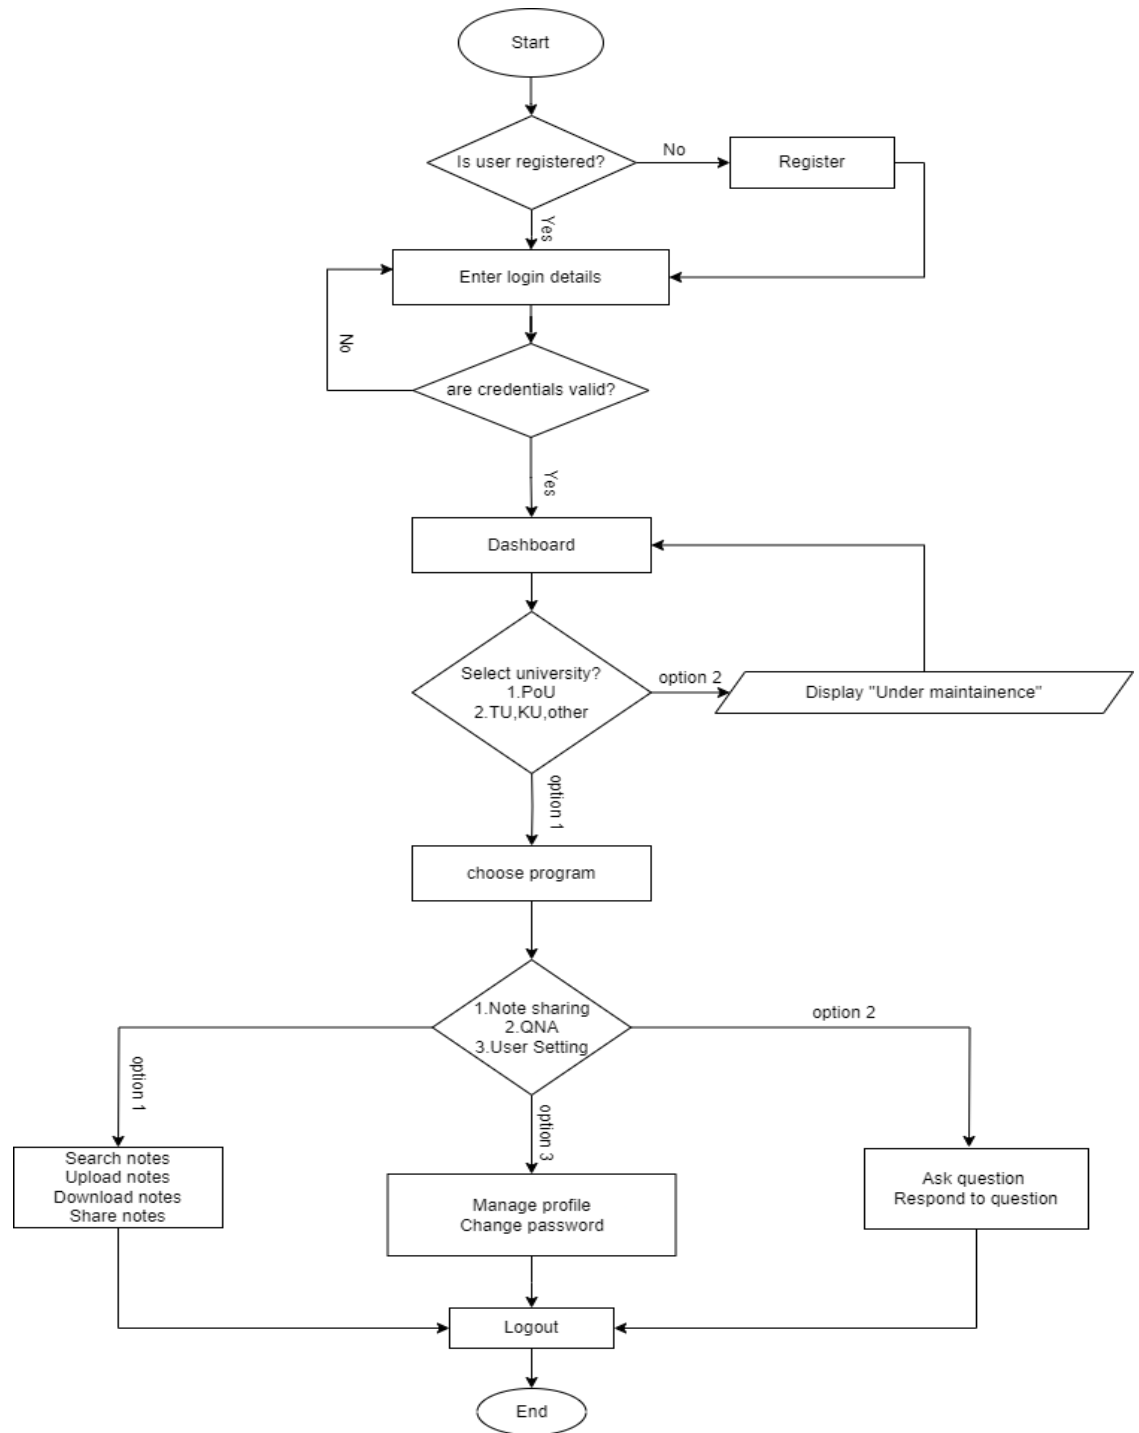 Start
Is user registered?
No
Register
Yes
Enter login details
No
are credentials valid?
Yes
Dashboard
Select university?
1.PoU
2.TU,KU,other
option 2
Display "Under maintainence"
option 1
choose program
1.Note sharing
2.QNA
3.User Setting
option 2
option 1
option 3
Search notes
Upload notes
Download notes
Share notes
Manage profile
Change password
Ask question
Respond to question
Logout
End